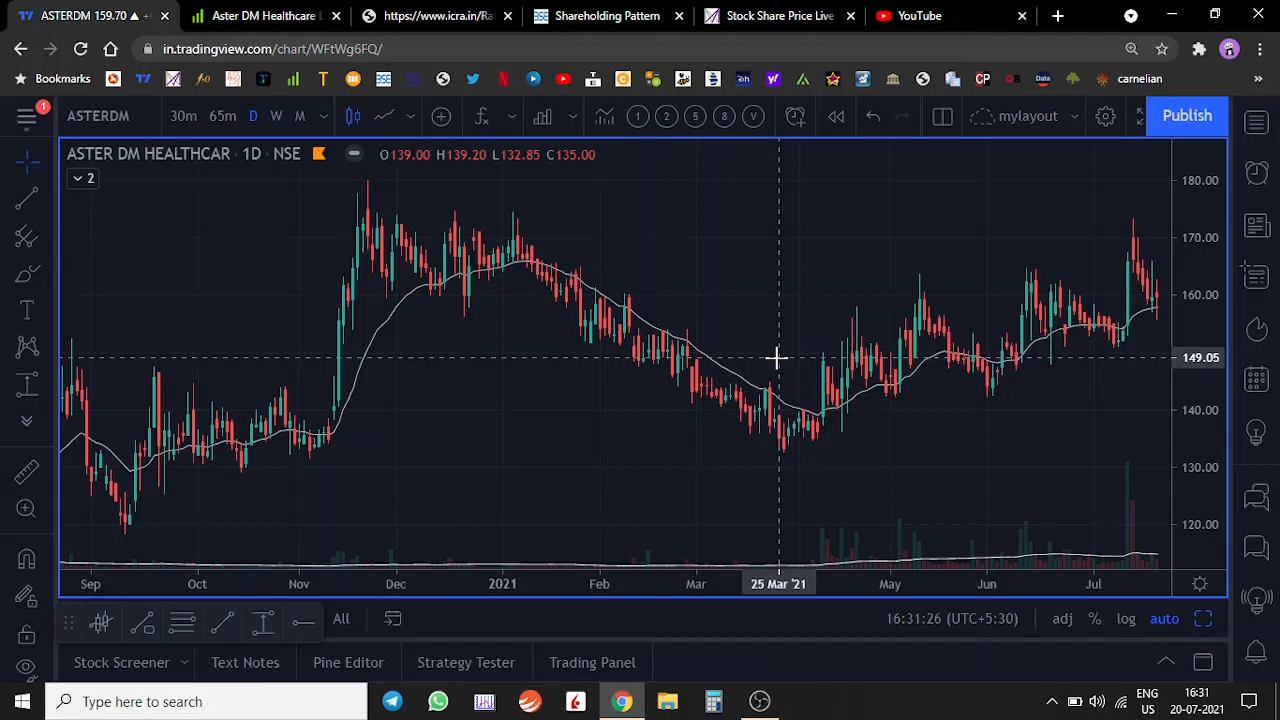 ASTERDM 159.70 ▲ +
Aster DM Healthcare L
https://www.icra.in/Ra
Shareholding Pattern
Stock Share Price Live
YouTube
in.tradingview.com/chart/WFtWg6FQ/
Bookmarks
carnelian
ASTERDM 30m 65m D W M
1 2 5 8 V
mylayout
Publish
1
ASTER DM HEALTHCAR · 1D · NSE O139.00 H139.20 L132.85 C135.00
2
180.00
170.00
160.00
149.05
140.00
130.00
120.00
Sep Oct Nov Dec 2021 Feb Mar 25 Mar '21 May Jun Jul
All
16:31:26 (UTC+5:30) adj % log auto
Stock Screener Text Notes Pine Editor Strategy Tester Trading Panel
Type here to search
ENG 16:31
US 20-07-2021